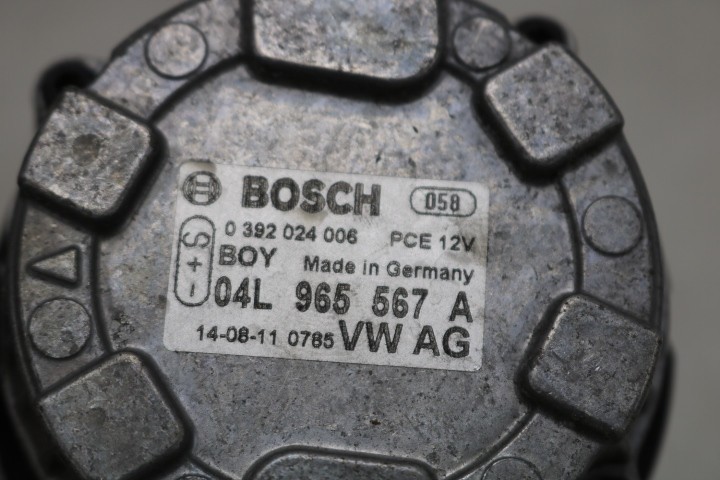 BOSCH 058
0 392 024 006 PCE 12V
BOY Made in Germany
S + -
04L 965 567 A
14-08-11 0785 VW AG